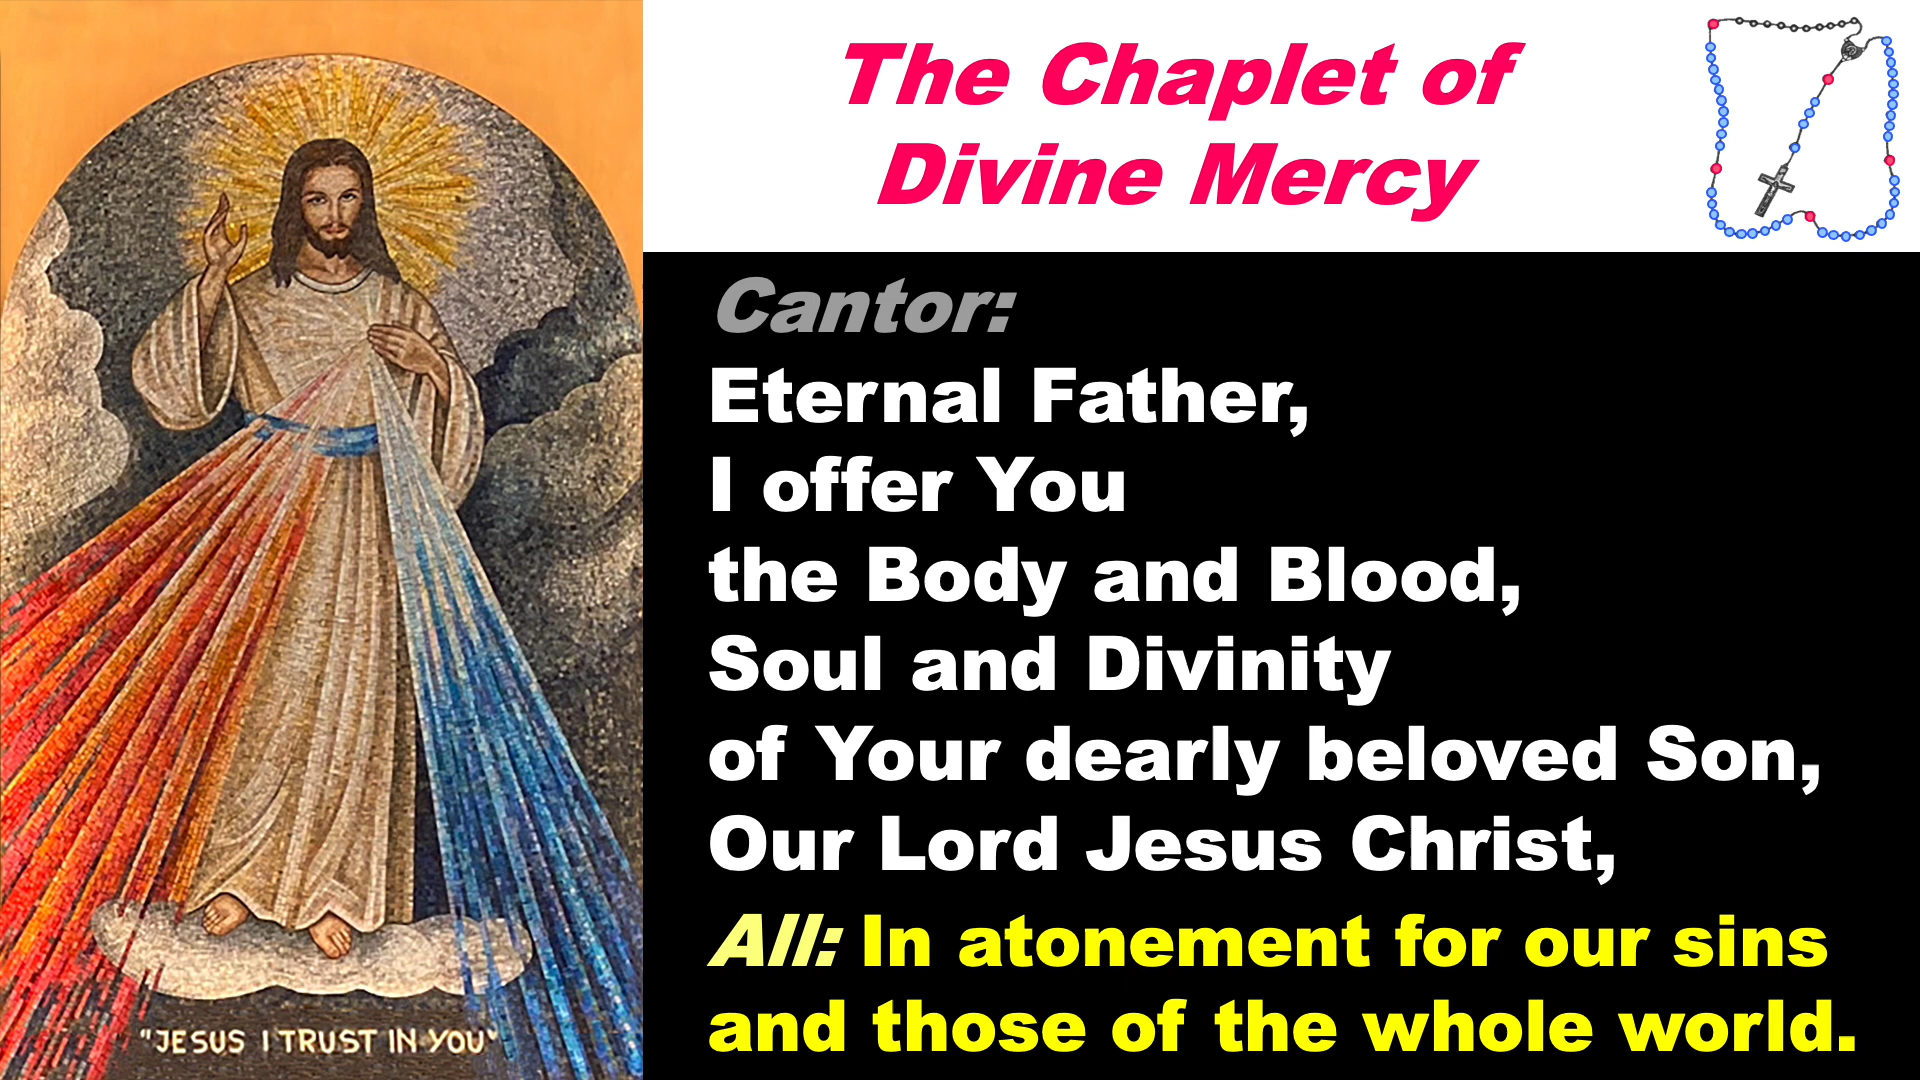 The Chaplet of
Divine Mercy
Cantor:
Eternal Father,
I offer You
the Body and Blood,
Soul and Divinity
of Your dearly beloved Son,
Our Lord Jesus Christ,
All: In atonement for our sins
and those of the whole world.
"JESUS I TRUST IN YOU"